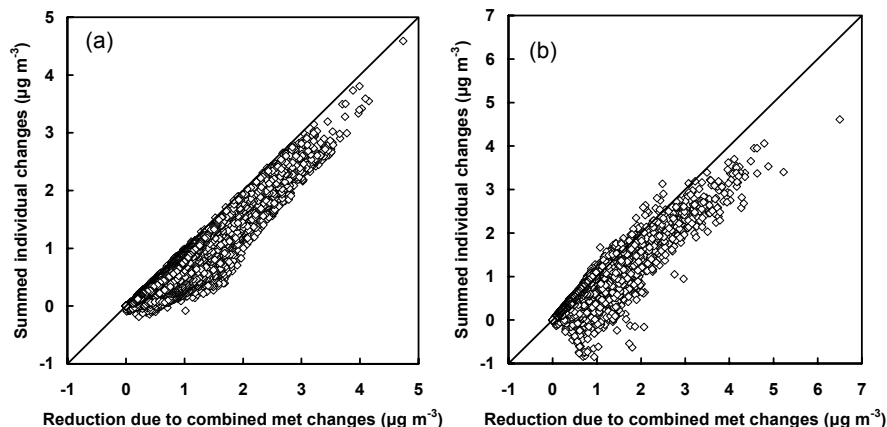 (a)
Summed individual changes (µg m⁻³)
5
4
3
2
1
0
-1
-1 0 1 2 3 4 5
Reduction due to combined met changes (µg m⁻³)
(b)
Summed individual changes (µg m⁻³)
7
6
5
4
3
2
1
0
-1
-1 0 1 2 3 4 5 6 7
Reduction due to combined met changes (µg m⁻³)